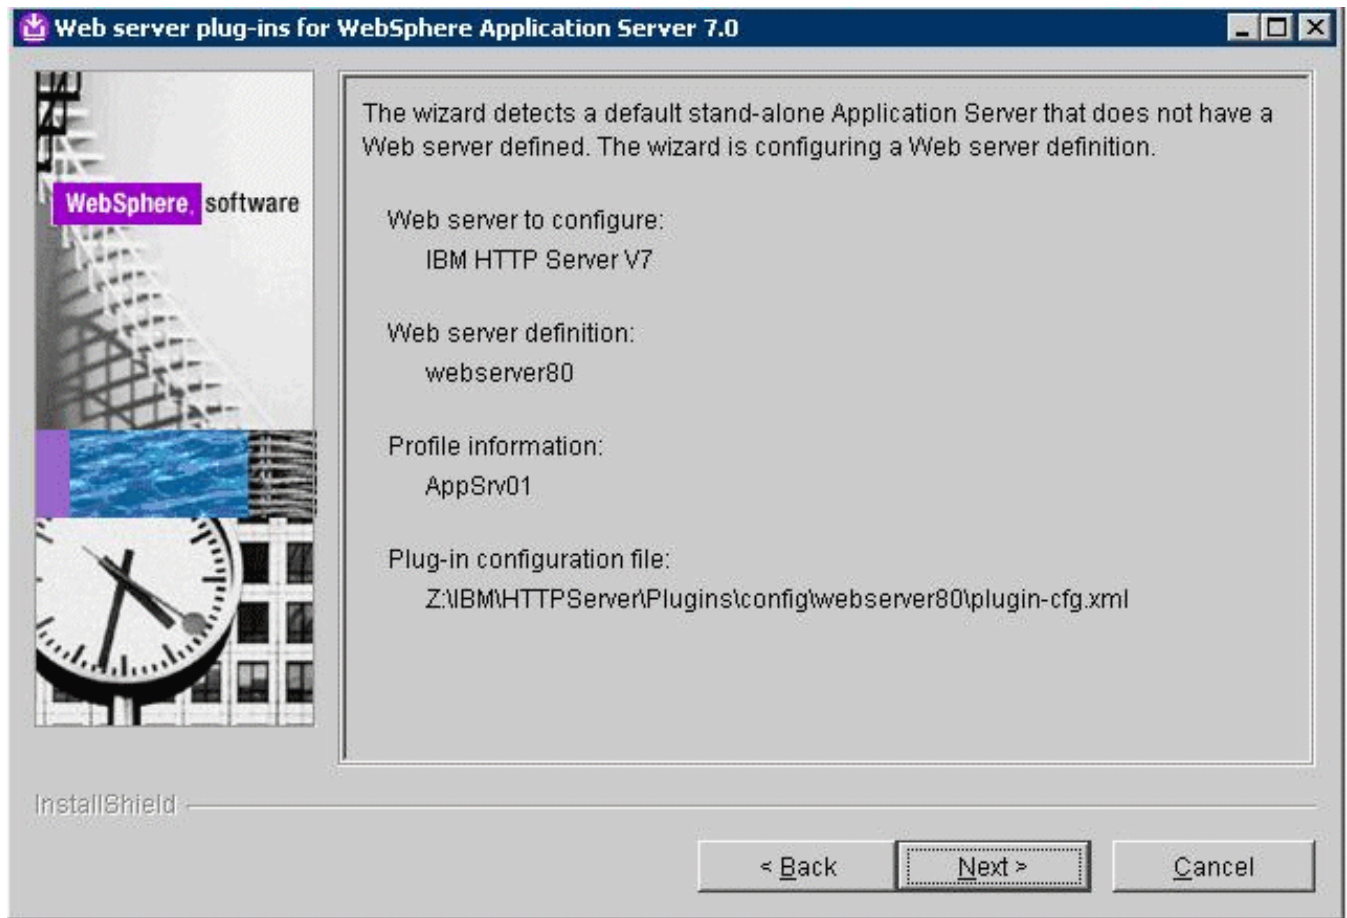 Web server plug-ins for WebSphere Application Server 7.0
WebSphere. software
The wizard detects a default stand-alone Application Server that does not have a
Web server defined. The wizard is configuring a Web server definition.
Web server to configure:
IBM HTTP Server V7
Web server definition:
webserver80
Profile information:
AppSrv01
Plug-in configuration file:
Z:\IBM\HTTPServer\Plugins\config\webserver80\plugin-cfg.xml
InstallShield
< Back
Next >
Cancel